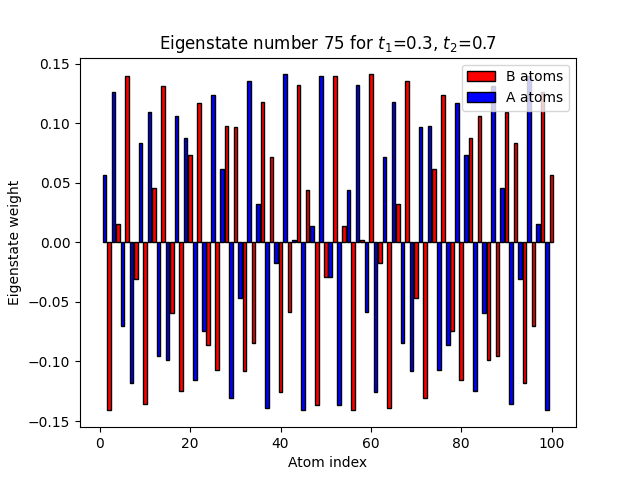 Eigenstate number 75 for t₁=0.3, t₂=0.7
B atoms
A atoms
0.15
0.10
0.05
0.00
−0.05
−0.10
−0.15
Eigenstate weight
0 20 40 60 80 100
Atom index